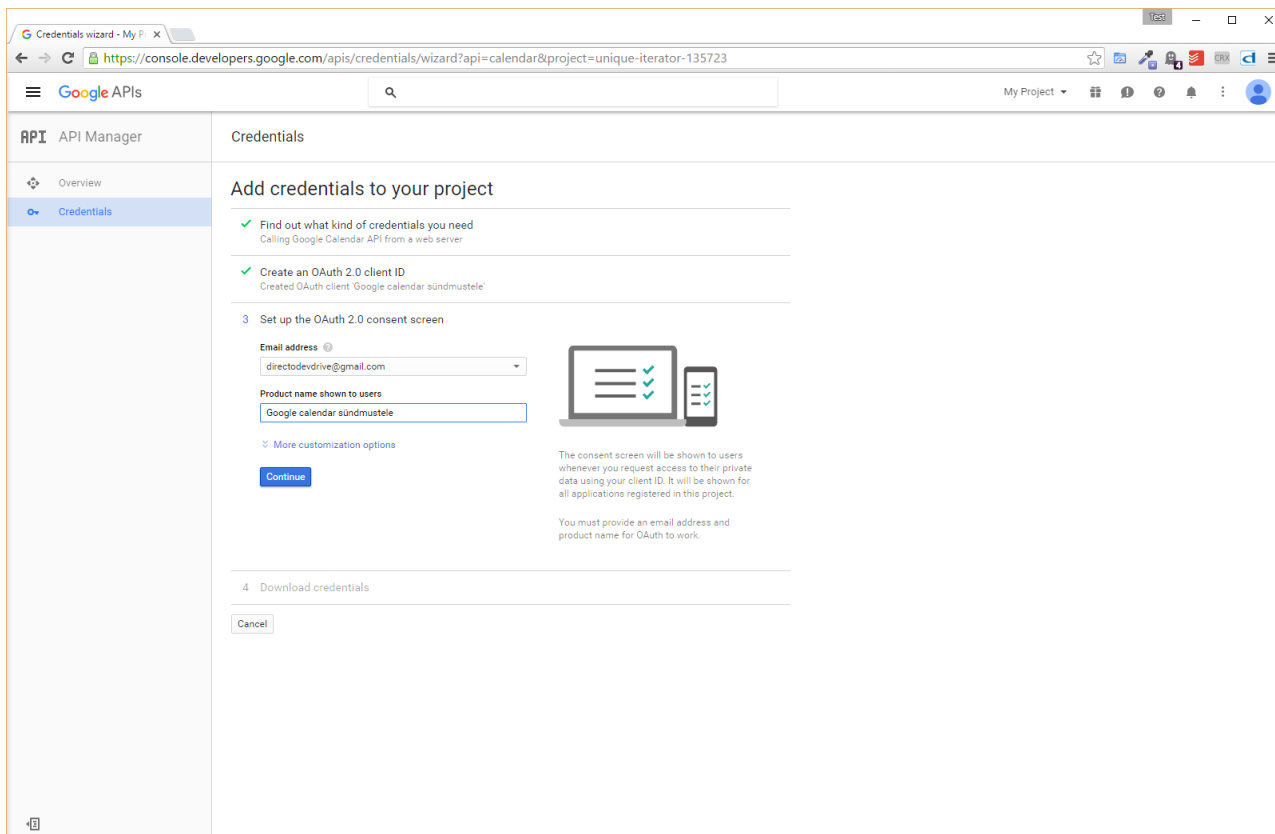 Test
Credentials wizard - My P
https://console.developers.google.com/apis/credentials/wizard?api=calendar&project=unique-iterator-135723
4
CRX
Google APIs
My Project
API API Manager
Credentials
Overview
Credentials
Add credentials to your project
Find out what kind of credentials you need
Calling Google Calendar API from a web server
Create an OAuth 2.0 client ID
Created OAuth client 'Google calendar sündmustele'
3 Set up the OAuth 2.0 consent screen
Email address
directodevdrive@gmail.com
Product name shown to users
Google calendar sündmustele
More customization options
Continue
The consent screen will be shown to users
whenever you request access to their private
data using your client ID. It will be shown for
all applications registered in this project.
You must provide an email address and
product name for OAuth to work.
4 Download credentials
Cancel